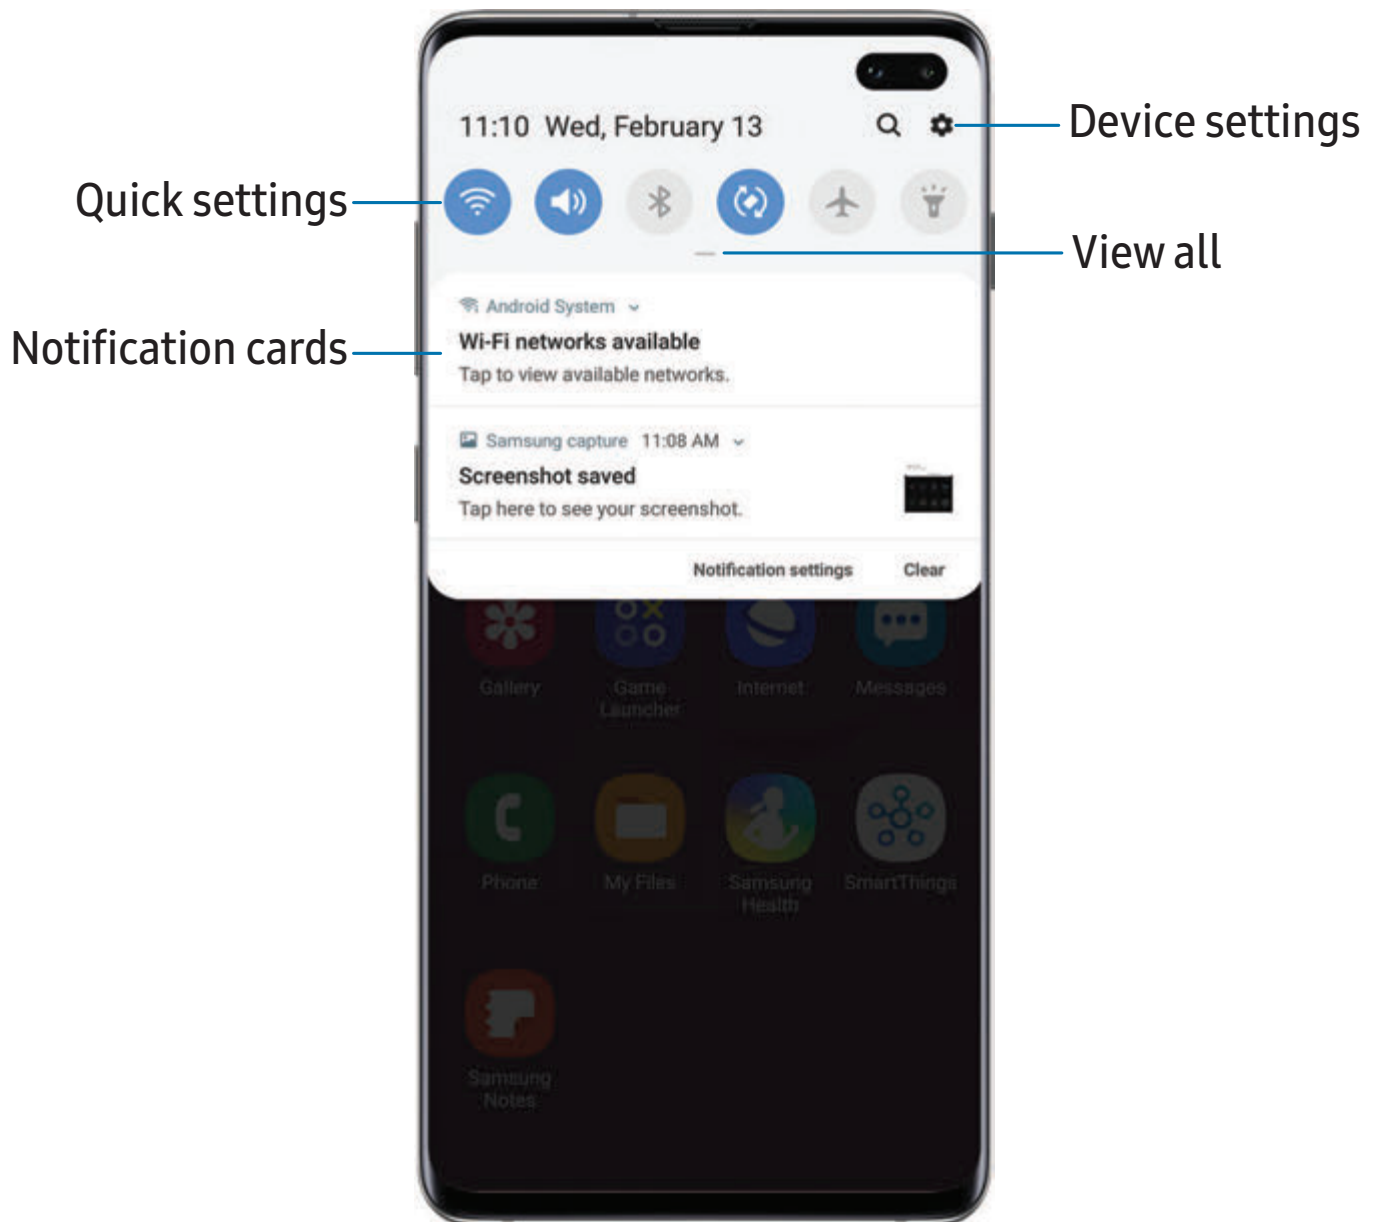 11:10 Wed, February 13
Device settings
Quick settings
View all
Android System
Notification cards
Wi-Fi networks available
Tap to view available networks.
Samsung capture 11:08 AM
Screenshot saved
Tap here to see your screenshot.
Notification settings Clear
Gallery Game Internet Messages
Launcher
Phone My Files Samsung SmartThings
Health
Samsung
Notes